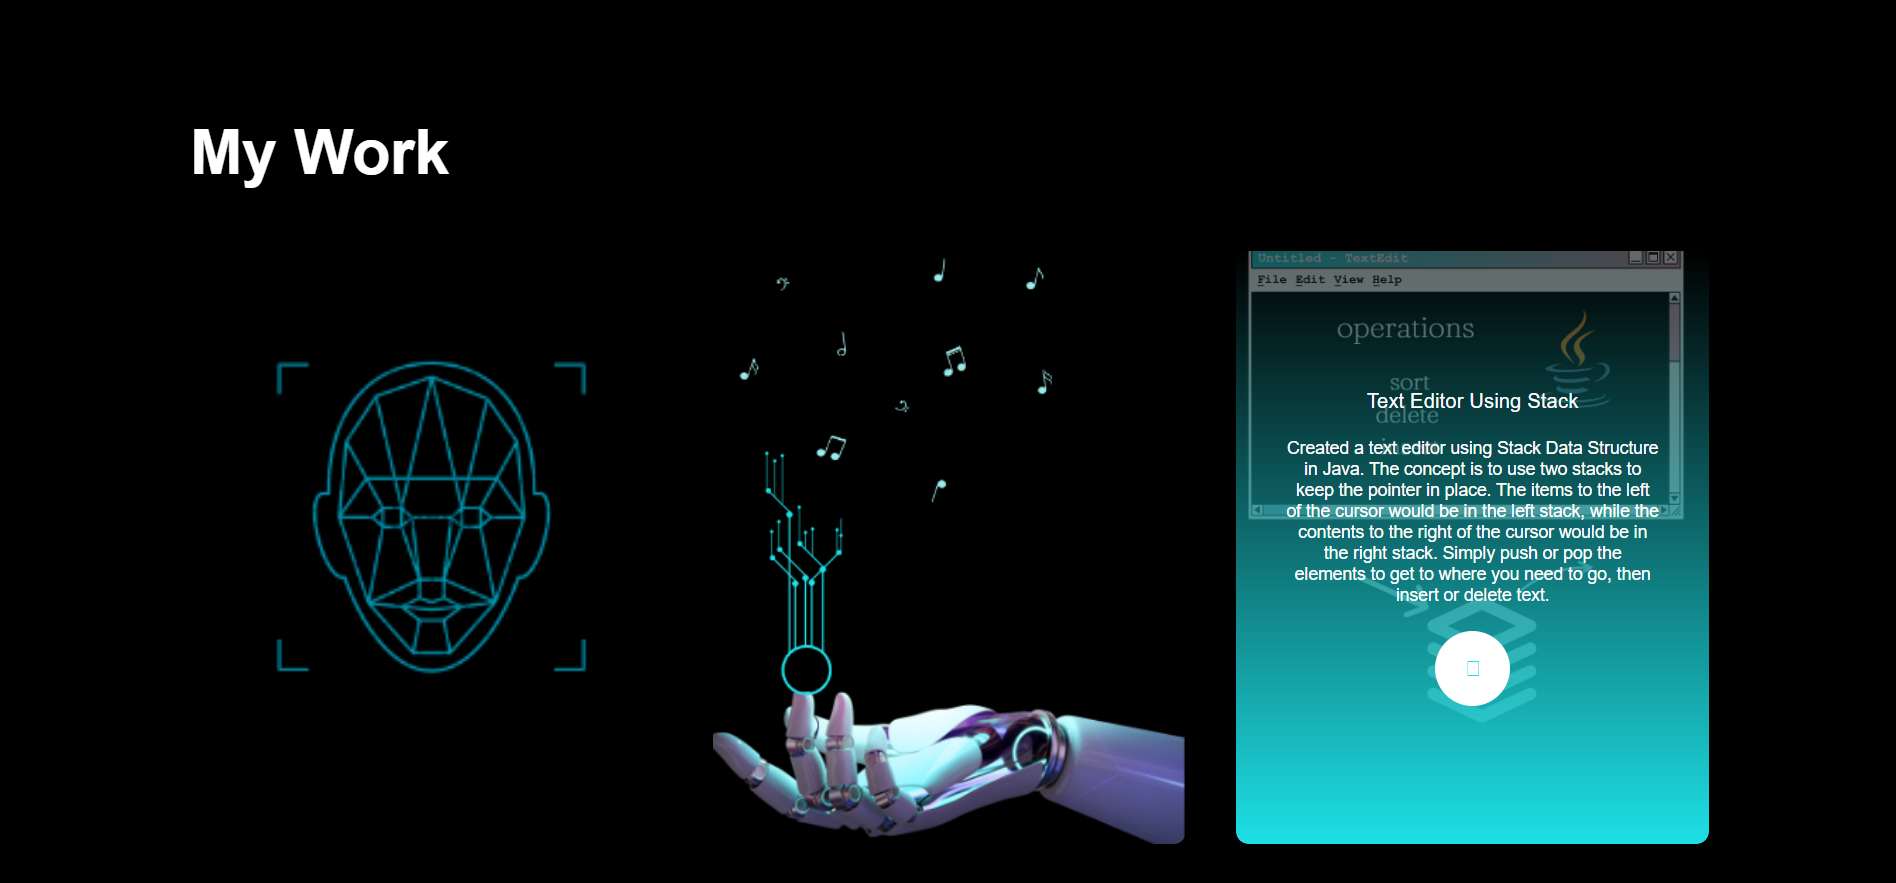 My Work
Untitled - TextEdit
File Edit View Help
operations
sort
delete
Text Editor Using Stack
Created a text editor using Stack Data Structure
in Java. The concept is to use two stacks to
keep the pointer in place. The items to the left
of the cursor would be in the left stack, while the
contents to the right of the cursor would be in
the right stack. Simply push or pop the
elements to get to where you need to go, then
insert or delete text.